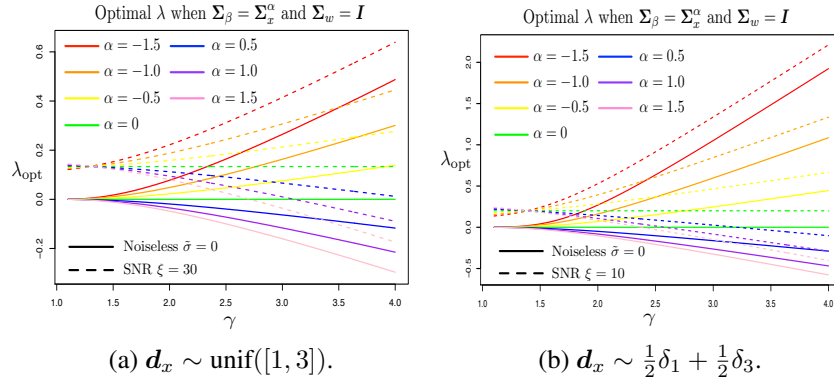 Optimal λ when Σ_β = Σ_x^α and Σ_w = I
α = −1.5
α = −1.0
α = −0.5
α = 0
α = 0.5
α = 1.0
α = 1.5
λ_opt
0.6
0.4
0.2
0.0
−0.2
Noiseless σ̃ = 0
SNR ξ = 30
1.0 1.5 2.0 2.5 3.0 3.5 4.0
γ
(a) d_x ∼ unif([1, 3]).
Optimal λ when Σ_β = Σ_x^α and Σ_w = I
α = −1.5
α = −1.0
α = −0.5
α = 0
α = 0.5
α = 1.0
α = 1.5
λ_opt
2.0
1.5
1.0
0.5
0.0
−0.5
Noiseless σ̃ = 0
SNR ξ = 10
1.0 1.5 2.0 2.5 3.0 3.5 4.0
γ
(b) d_x ∼ ½δ₁ + ½δ₃.